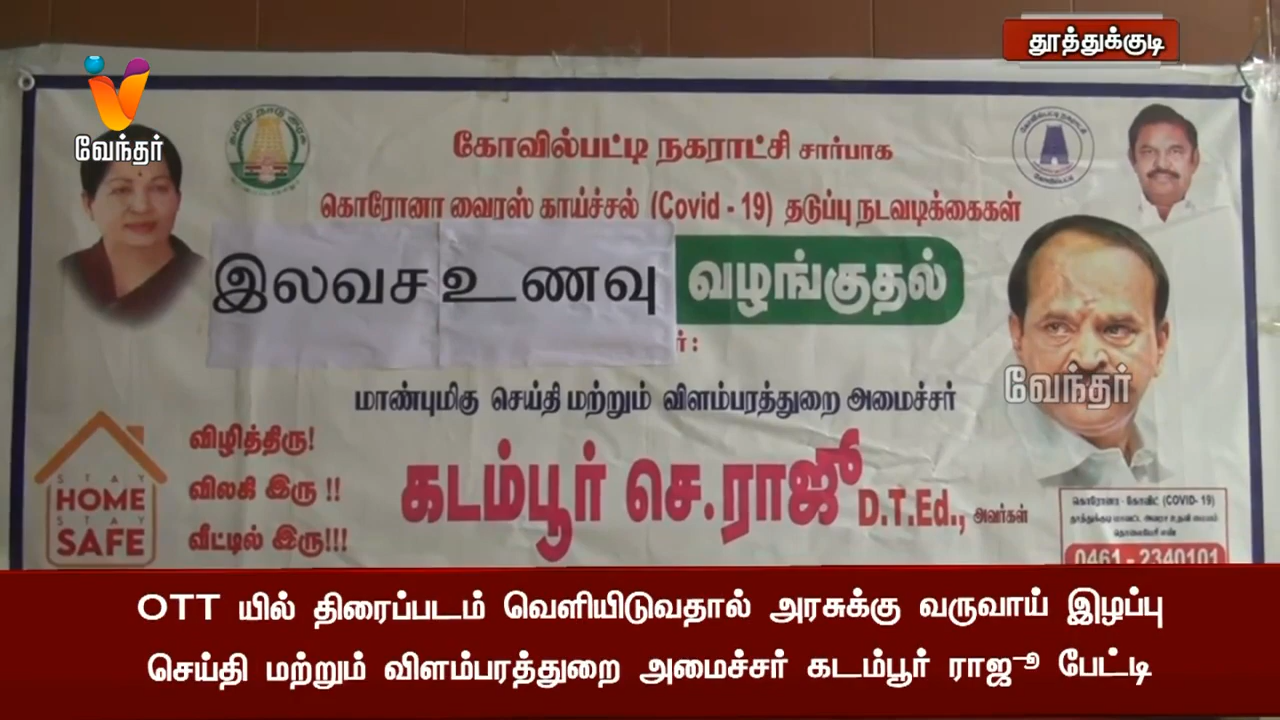 தூத்துக்குடி
வேந்தர்
கோவில்பட்டி நகராட்சி சார்பாக
கொரோனா வைரஸ் காய்ச்சல் (Covid - 19) தடுப்பு நடவடிக்கைகள்
இலவச உணவு வழங்குதல்
மாண்புமிகு செய்தி மற்றும் விளம்பரத்துறை அமைச்சர்
வேந்தர்
கடம்பூர் செ.ராஜூ D.T.Ed., அவர்கள்
விழித்திரு!
விலகி இரு !!
வீட்டில் இரு!!!
STAY
HOME
STAY
SAFE
கொரோனா - கோவிட் (COVID- 19)
0461 - 2340101
OTT யில் திரைப்படம் வெளியிடுவதால் அரசுக்கு வருவாய் இழப்பு
செய்தி மற்றும் விளம்பரத்துறை அமைச்சர் கடம்பூர் ராஜூ பேட்டி